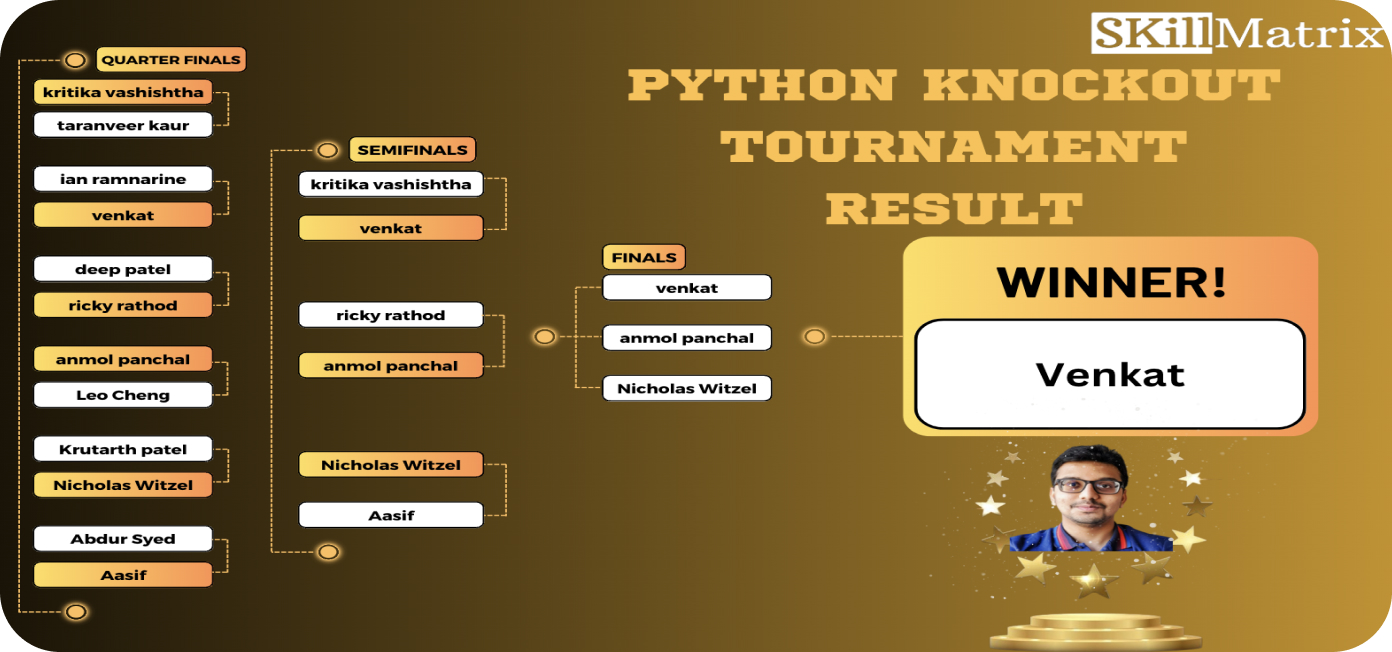 SKillMatrix
PYTHON KNOCKOUT
TOURNAMENT
RESULT
QUARTER FINALS
kritika vashishtha
taranveer kaur
ian ramnarine
venkat
deep patel
ricky rathod
anmol panchal
Leo Cheng
Krutarth patel
Nicholas Witzel
Abdur Syed
Aasif
SEMIFINALS
kritika vashishtha
venkat
ricky rathod
anmol panchal
Nicholas Witzel
Aasif
FINALS
venkat
anmol panchal
Nicholas Witzel
WINNER!
Venkat